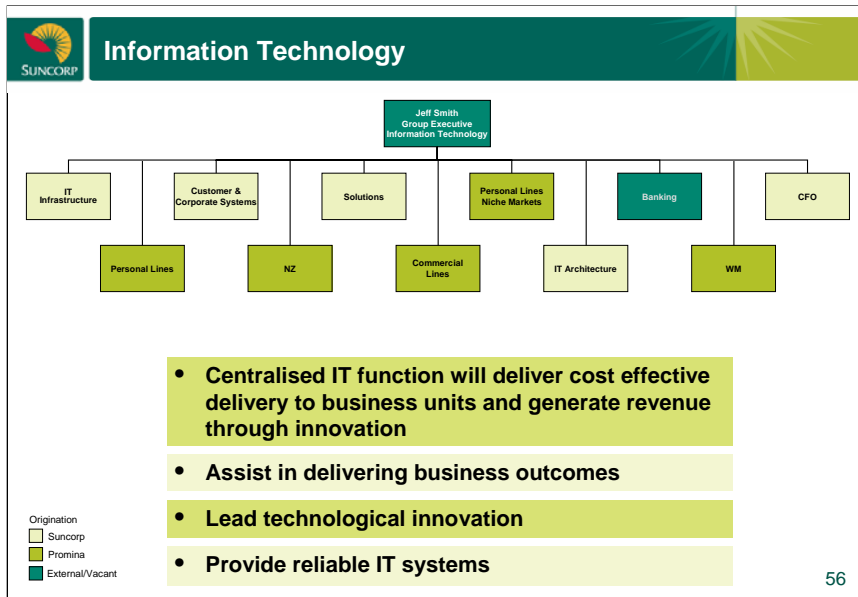 SUNCORP
Information Technology
Jeff Smith
Group Executive
Information Technology
IT
Infrastructure
Customer &
Corporate Systems
Solutions
Personal Lines
Niche Markets
Banking
CFO
Personal Lines
NZ
Commercial
Lines
IT Architecture
WM
• Centralised IT function will deliver cost effective
delivery to business units and generate revenue
through innovation
• Assist in delivering business outcomes
• Lead technological innovation
• Provide reliable IT systems
Origination
Suncorp
Promina
External/Vacant
56